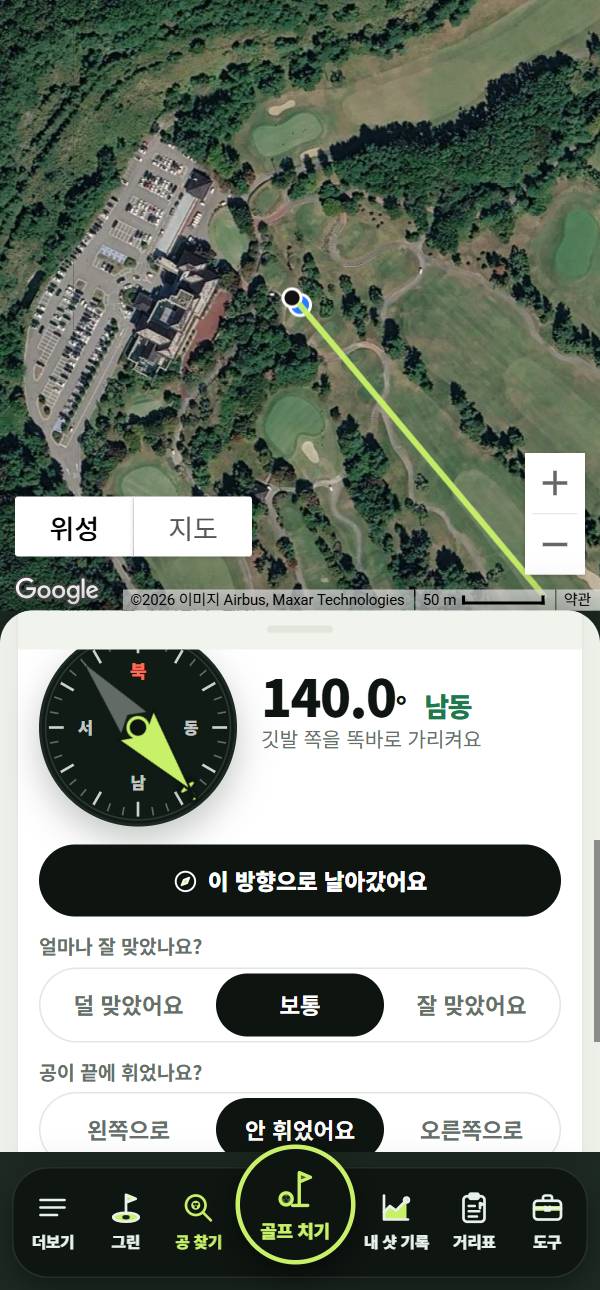 위성
지도
Google
©2026 이미지 Airbus, Maxar Technologies
50 m
약관
북
서
동
남
140.0° 남동
깃발 쪽을 똑바로 가리켜요
이 방향으로 날아갔어요
얼마나 잘 맞았나요?
덜 맞았어요
보통
잘 맞았어요
공이 끝에 휘었나요?
왼쪽으로
안 휘었어요
오른쪽으로
더보기
그린
공 찾기
골프 치기
내 샷 기록
거리표
도구